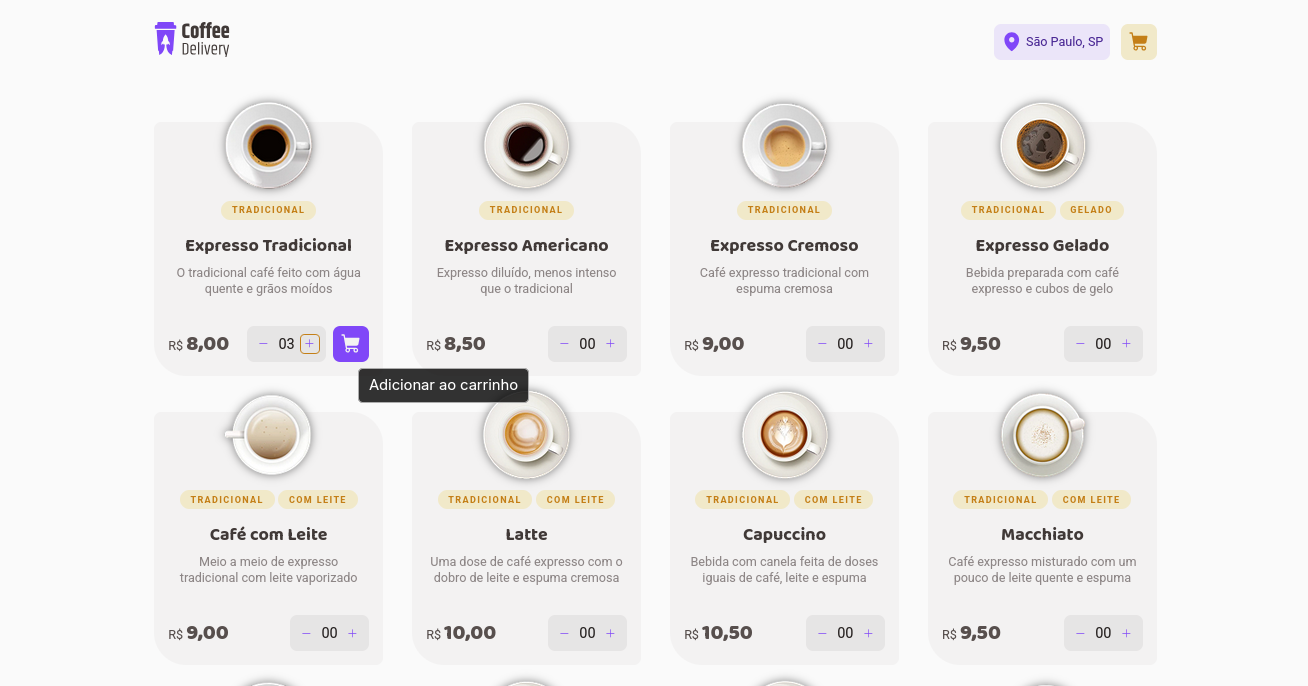 Coffee
Delivery
São Paulo, SP
TRADICIONAL
Expresso Tradicional
O tradicional café feito com água
quente e grãos moídos
R$ 8,00 − 03 +
Adicionar ao carrinho
TRADICIONAL
Expresso Americano
Expresso diluído, menos intenso
que o tradicional
R$ 8,50 − 00 +
TRADICIONAL
Expresso Cremoso
Café expresso tradicional com
espuma cremosa
R$ 9,00 − 00 +
TRADICIONAL GELADO
Expresso Gelado
Bebida preparada com café
expresso e cubos de gelo
R$ 9,50 − 00 +
TRADICIONAL COM LEITE
Café com Leite
Meio a meio de expresso
tradicional com leite vaporizado
R$ 9,00 − 00 +
TRADICIONAL COM LEITE
Latte
Uma dose de café expresso com o
dobro de leite e espuma cremosa
R$ 10,00 − 00 +
TRADICIONAL COM LEITE
Capuccino
Bebida com canela feita de doses
iguais de café, leite e espuma
R$ 10,50 − 00 +
TRADICIONAL COM LEITE
Macchiato
Café expresso misturado com um
pouco de leite quente e espuma
R$ 9,50 − 00 +